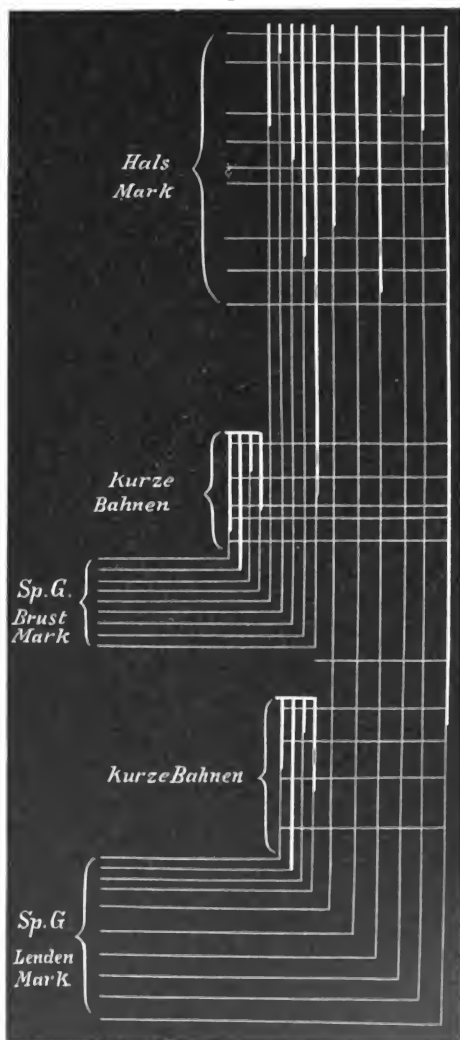 Hals
Mark
Kurze
Bahnen
Sp. G.
Brust
Mark
Kurze Bahnen
Sp. G
Lenden
Mark